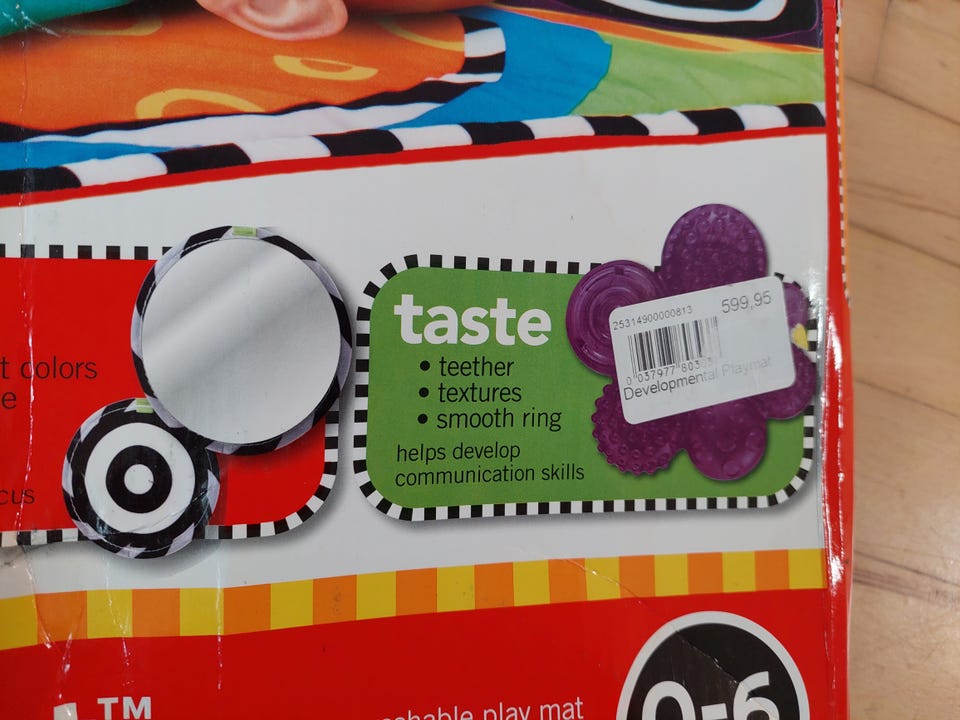 t colors
e
cus
taste
• teether
• textures
• smooth ring
helps develop
communication skills
25314900000813
599,95
Developmental Playmat
TM
play mat
0-6